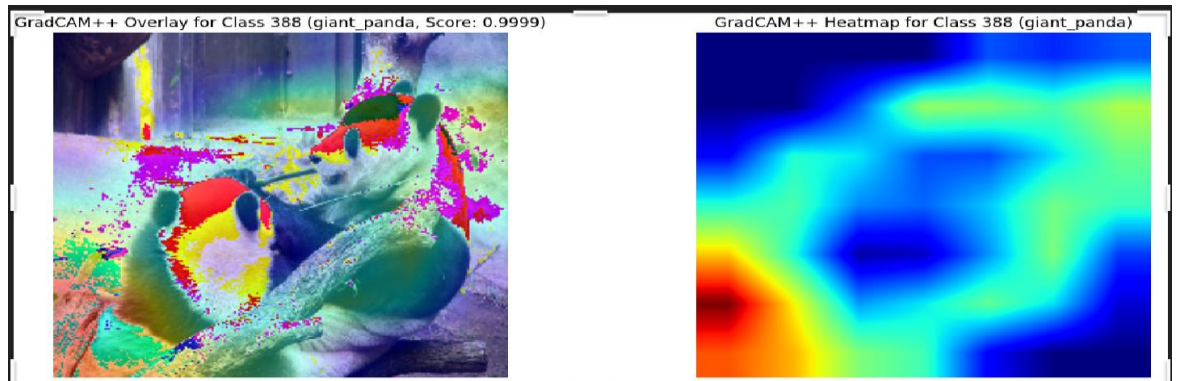 GradCAM++ Overlay for Class 388 (giant_panda, Score: 0.9999)
GradCAM++ Heatmap for Class 388 (giant_panda)